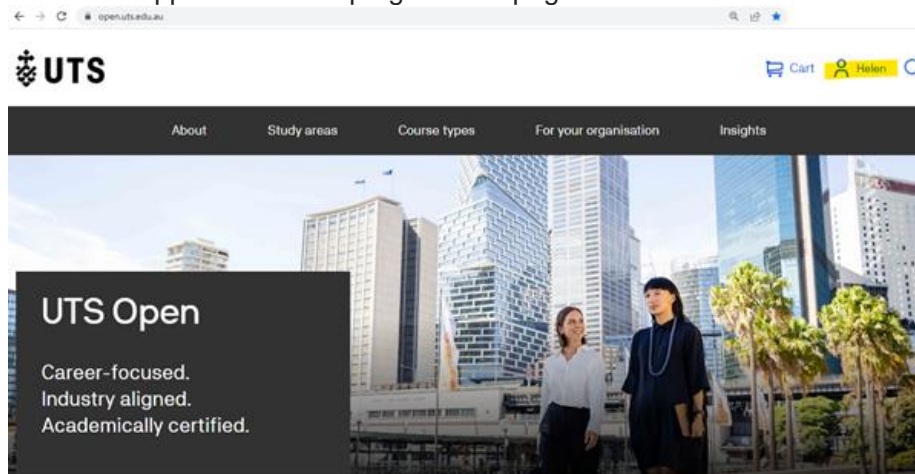 open.uts.edu.au
UTS
Cart Helen
About Study areas Course types For your organisation Insights
UTS Open
Career-focused.
Industry aligned.
Academically certified.